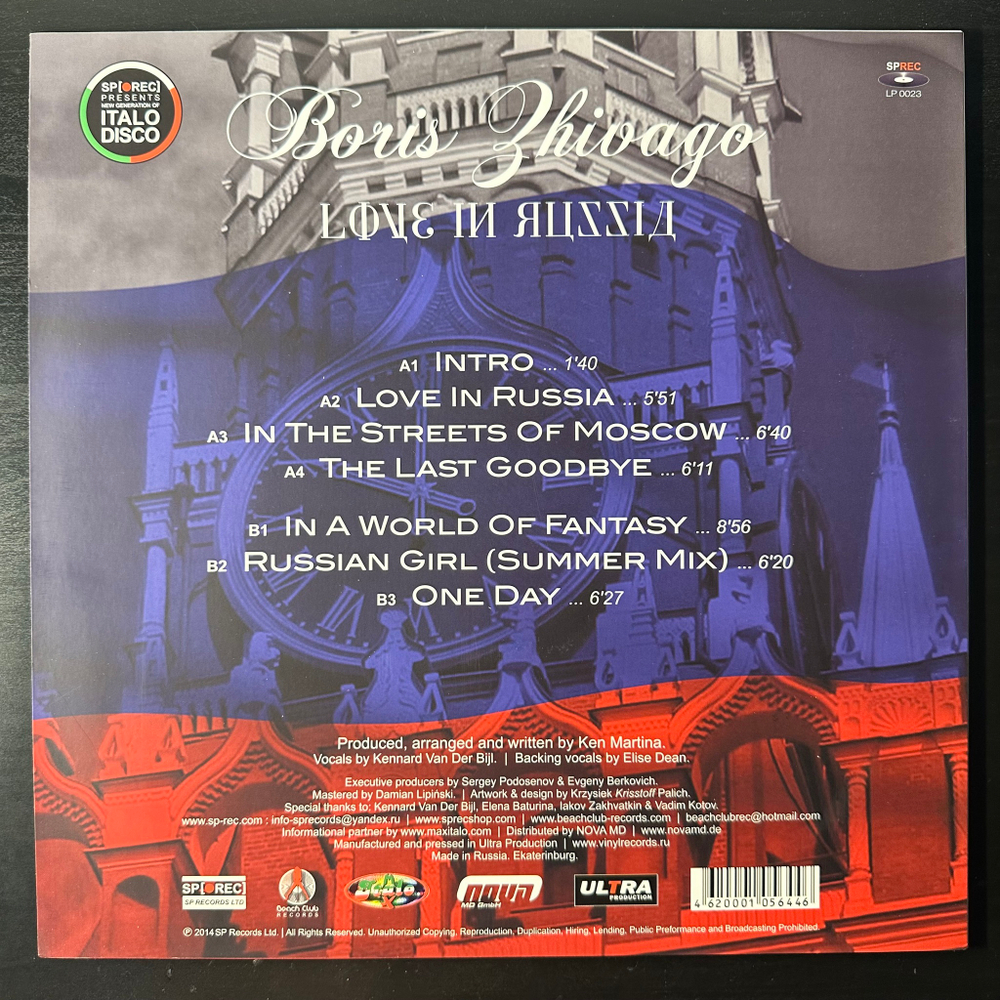 SP[●REC]
PRESENTS
NEW GENERATION OF
ITALO
DISCO
SPREC
LP 0023
Boris Zhivago
LФVЄ IN ЯЦZZIД
A1 INTRO ... 1'40
A2 LOVE IN RUSSIA ... 5'51
A3 IN THE STREETS OF MOSCOW ... 6'40
A4 THE LAST GOODBYE ... 6'11
B1 IN A WORLD OF FANTASY ... 8'56
B2 RUSSIAN GIRL (SUMMER MIX) ... 6'20
B3 ONE DAY ... 6'27
Produced, arranged and written by Ken Martina.
Vocals by Kennard Van Der Bijl. | Backing vocals by Elise Dean.
Executive producers by Sergey Podosenov & Evgeny Berkovich.
Mastered by Damian Lipiński. | Artwork & design by Krzysiek Krisstoff Palich.
Special thanks to: Kennard Van Der Bijl, Elena Baturina, Iakov Zakhvatkin & Vadim Kotov.
www.sp-rec.com : info-sprecords@yandex.ru | www.sprecshop.com | www.beachclub-records.com | beachclubrec@hotmail.com
Informational partner by www.maxitalo.com | Distributed by NOVA MD | www.novamd.de
Manufactured and pressed in Ultra Production | www.vinylrecords.ru
Made in Russia. Ekaterinburg.
SP[●REC]
SP RECORDS LTD
Beach Club
RECORDS
nova
MD GmbH
ULTRA
PRODUCTION
4 620001 056446
℗ 2014 SP Records Ltd. | All Rights Reserved. Unauthorized Copying, Reproduction, Duplication, Hiring, Lending, Public Preformance and Broadcasting Prohibited.